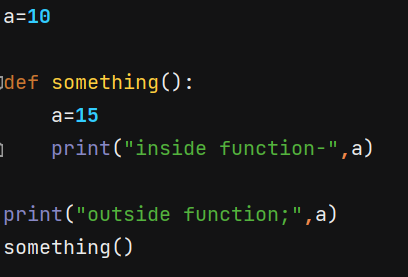 a=10
def something():
    a=15
    print("inside function-",a)
print("outside function;",a)
something()